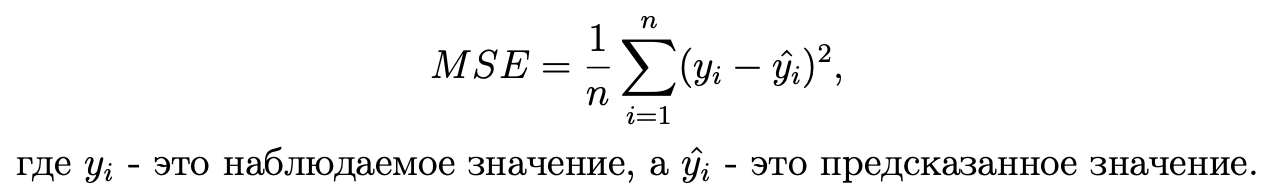 MSE = \frac{1}{n} \sum_{i=1}^{n} (y_i - \hat{y}_i)^2,
где y_i - это наблюдаемое значение, а \hat{y}_i - это предсказанное значение.